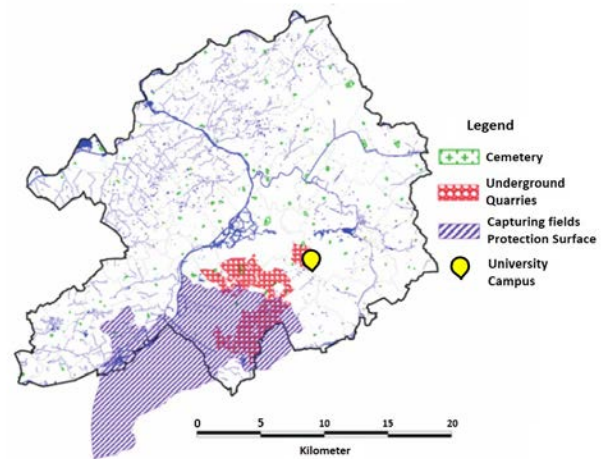 Legend
Cemetery
Underground
Quarries
Capturing fields
Protection Surface
University
Campus
0 5 10 15 20
Kilometer